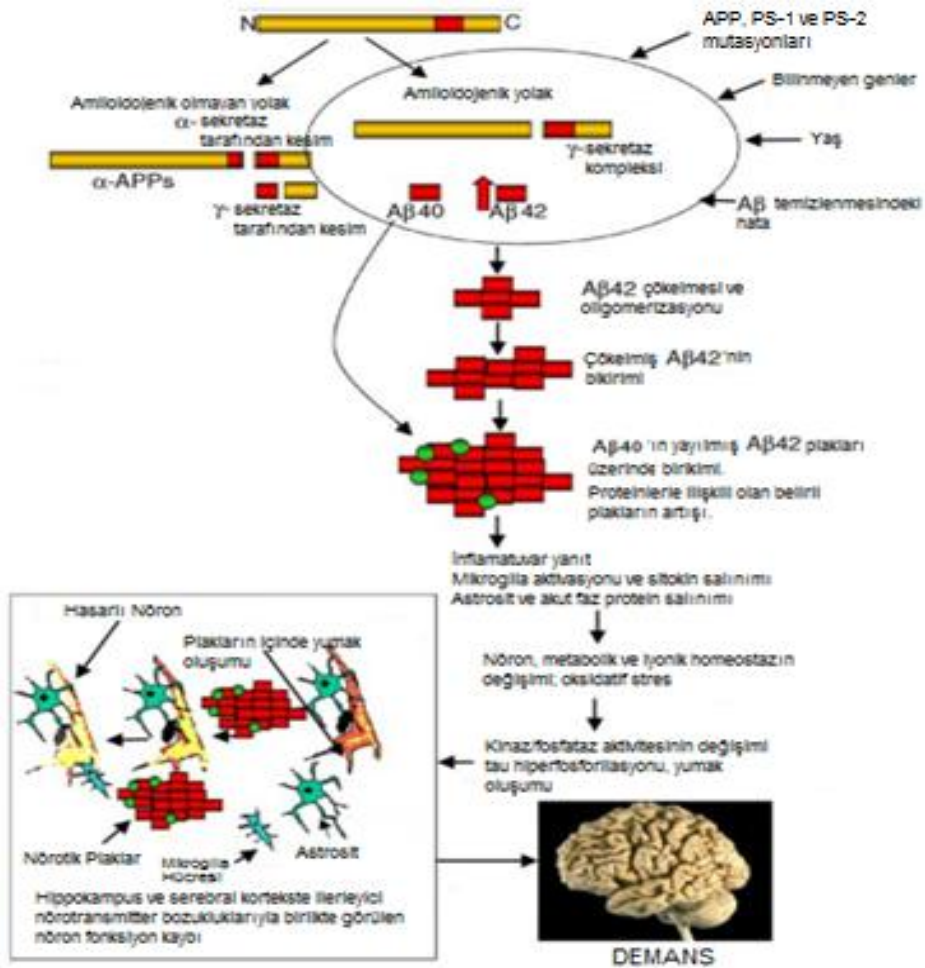 N C
APP, PS-1 ve PS-2
mutasyonları
Bilinmeyen genler
Yaş
Aβ temizlenmesindeki
hata
Amiloidojenik olmayan yolak
α- sekretaz
tarafından kesim
Amiloidojenik yolak
α-APPs
γ- sekretaz
tarafından kesim
γ-sekretaz
kompleksi
Aβ40
Aβ42
Aβ42 çökelmesi ve
oligomerizasyonu
Çökelmiş Aβ42'nin
birikimi
Aβ40 'ın yayılmış Aβ42 plakları
üzerinde birikimi.
Proteinlerle ilişkili olan belirli
plakların artışı.
İnflamatuvar yanıt
Mikroglia aktivasyonu ve sitokin salınımı
Astrosit ve akut faz protein salınımı
Nöron, metabolik ve iyonik homeostazın
değişimi; oksidatif stres
Kinaz/fosfataz aktivitesinin değişimi
tau hiperfosforilasyonu, yumak
oluşumu
Hasarlı Nöron
Plakların içinde yumak
oluşumu
Nörotik Plaklar
Mikroglia
Hücresi
Astrosit
Hippokampus ve serebral kortekste ilerleyici
nörotransmitter bozukluklarıyla birlikte görülen
nöron fonksiyon kaybı
DEMANS